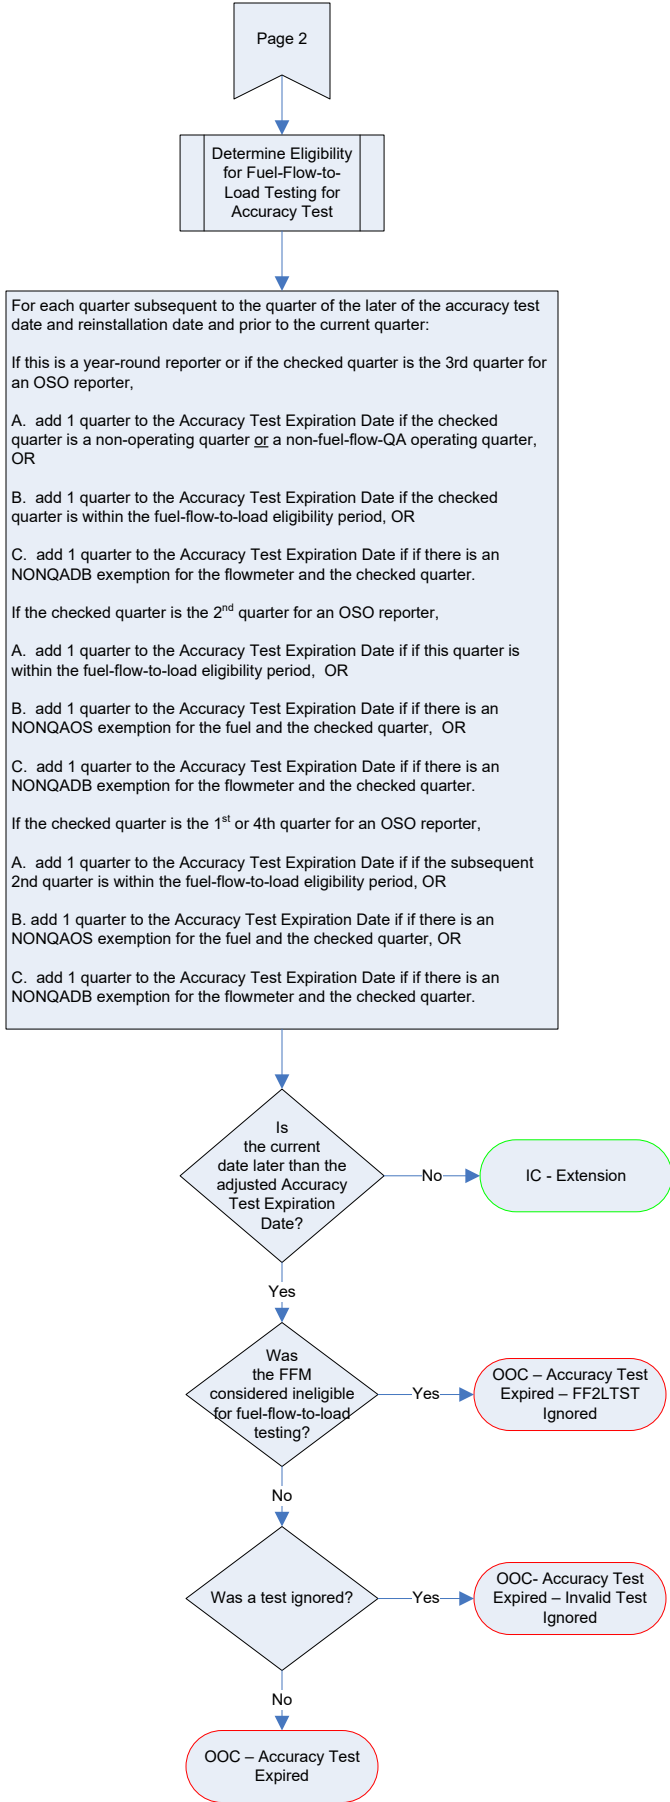 Page 2
Determine Eligibility
for Fuel-Flow-to-
Load Testing for
Accuracy Test
For each quarter subsequent to the quarter of the later of the accuracy test
date and reinstallation date and prior to the current quarter:
If this is a year-round reporter or if the checked quarter is the 3rd quarter for
an OSO reporter,
A.  add 1 quarter to the Accuracy Test Expiration Date if the checked
quarter is a non-operating quarter or a non-fuel-flow-QA operating quarter,
OR
B.  add 1 quarter to the Accuracy Test Expiration Date if the checked
quarter is within the fuel-flow-to-load eligibility period, OR
C.  add 1 quarter to the Accuracy Test Expiration Date if if there is an
NONQADB exemption for the flowmeter and the checked quarter.
If the checked quarter is the 2nd quarter for an OSO reporter,
A.  add 1 quarter to the Accuracy Test Expiration Date if if this quarter is
within the fuel-flow-to-load eligibility period,  OR
B.  add 1 quarter to the Accuracy Test Expiration Date if if there is an
NONQAOS exemption for the fuel and the checked quarter,  OR
C.  add 1 quarter to the Accuracy Test Expiration Date if if there is an
NONQADB exemption for the flowmeter and the checked quarter.
If the checked quarter is the 1st or 4th quarter for an OSO reporter,
A.  add 1 quarter to the Accuracy Test Expiration Date if if the subsequent
2nd quarter is within the fuel-flow-to-load eligibility period, OR
B. add 1 quarter to the Accuracy Test Expiration Date if if there is an
NONQAOS exemption for the fuel and the checked quarter, OR
C.  add 1 quarter to the Accuracy Test Expiration Date if if there is an
NONQADB exemption for the flowmeter and the checked quarter.
Is
the current
date later than the
adjusted Accuracy
Test Expiration
Date?
No
IC - Extension
Yes
Was
the FFM
considered ineligible
for fuel-flow-to-load
testing?
Yes
OOC – Accuracy Test
Expired – FF2LTST
Ignored
No
Was a test ignored?
Yes
OOC- Accuracy Test
Expired – Invalid Test
Ignored
No
OOC – Accuracy Test
Expired